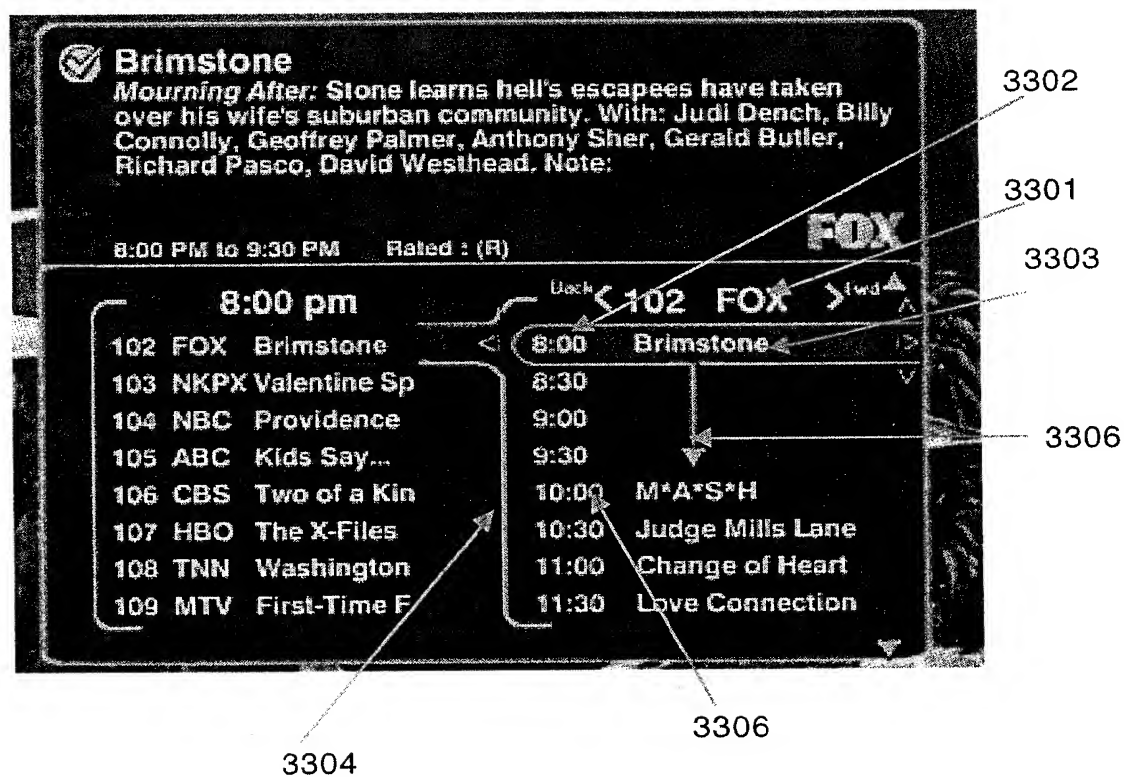 Brimstone
Mourning After: Stone learns hell's escapees have taken
over his wife's suburban community. With: Judi Dench, Billy
Connolly, Geoffrey Palmer, Anthony Sher, Gerald Butler,
Richard Pasco, David Westhead. Note:
FOX
8:00 PM to 9:30 PM Rated : (R)
8:00 pm
102 FOX Brimstone
103 NKPX Valentine Sp
104 NBC Providence
105 ABC Kids Say...
106 CBS Two of a Kin
107 HBO The X-Files
108 TNN Washington
109 MTV First-Time F
Back < 102 FOX > Fwd
8:00 Brimstone
8:30
9:00
9:30
10:00 M*A*S*H
10:30 Judge Mills Lane
11:00 Change of Heart
11:30 Love Connection
3302
3301
3303
3306
3306
3304